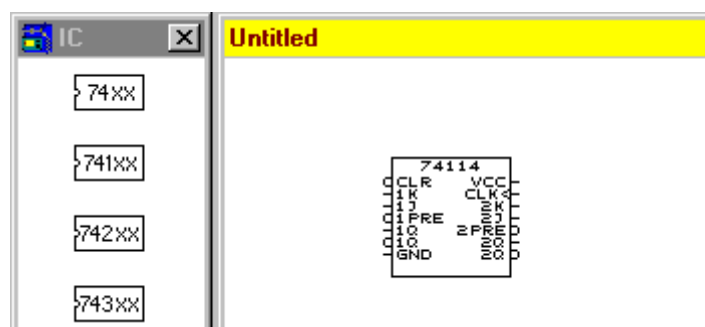 IC
Untitled
74xx
741xx
742xx
743xx
74114
CLR VCC
1K CLK
1J 2K
1PRE 2J
1Q 2PRE
1Q 2Q
GND 2Q